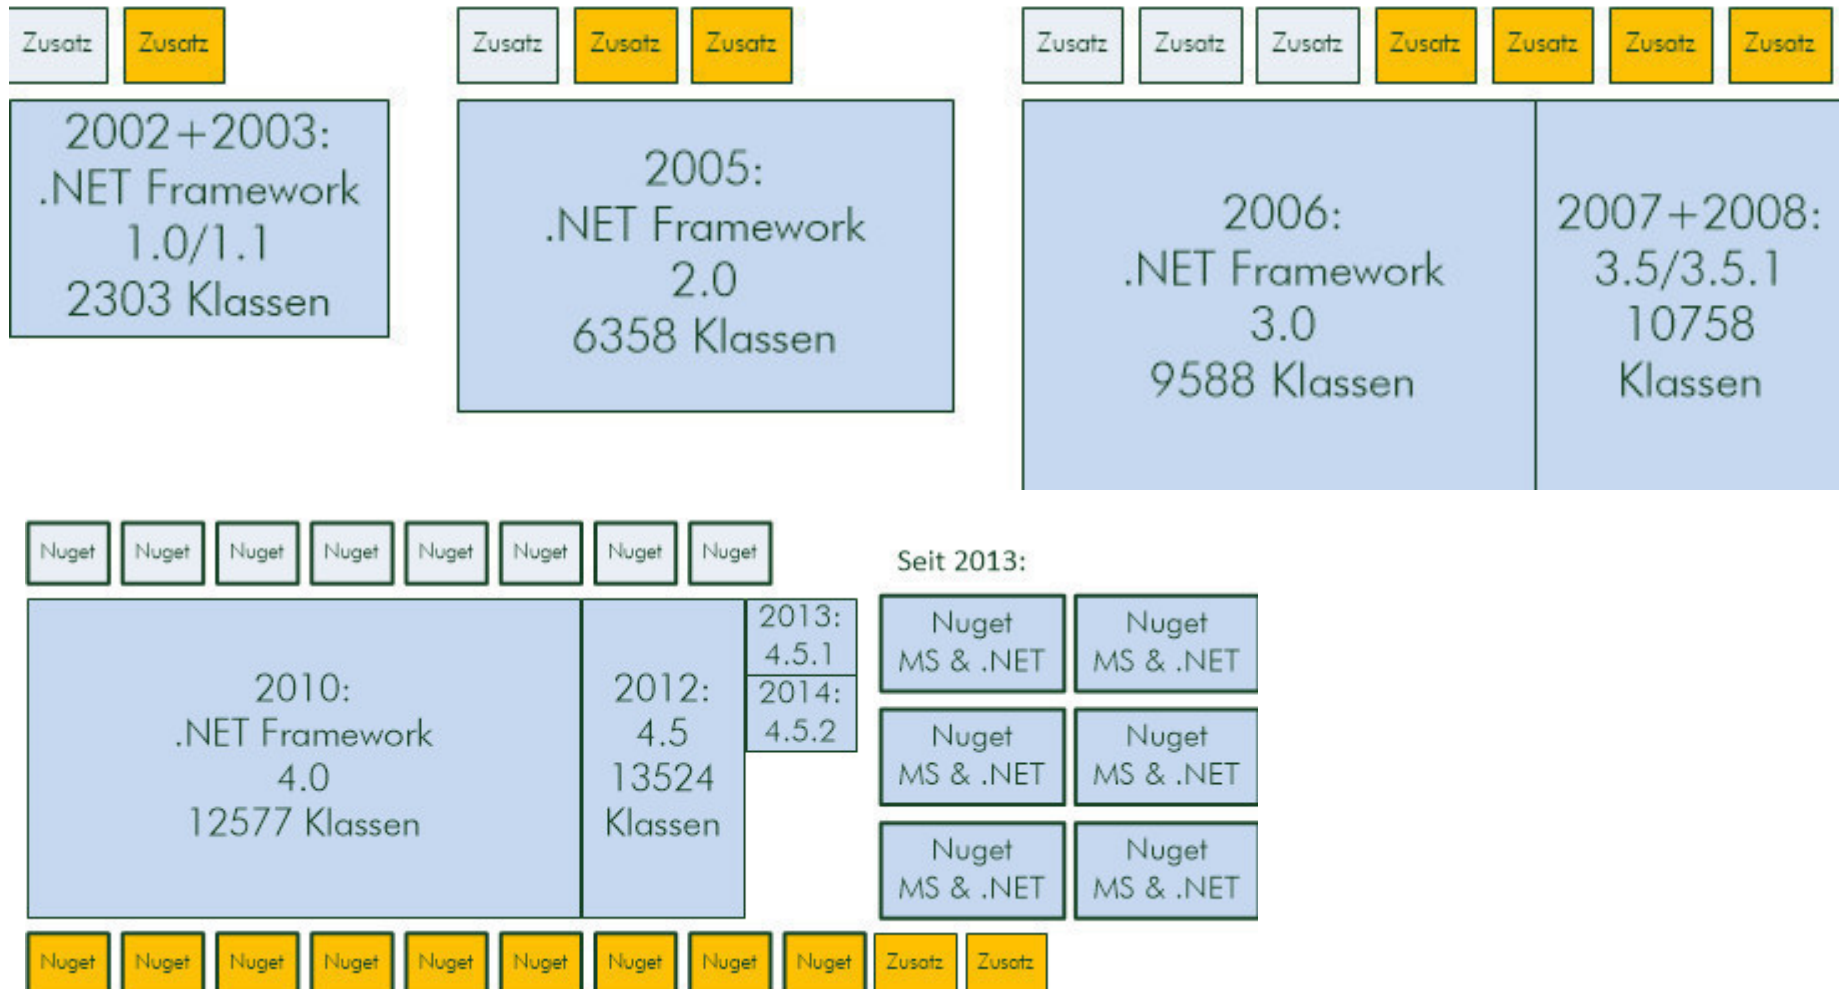 Zusatz
Zusatz
2002+2003:
.NET Framework
1.0/1.1
2303 Klassen
Zusatz
Zusatz
Zusatz
2005:
.NET Framework
2.0
6358 Klassen
Zusatz
Zusatz
Zusatz
Zusatz
Zusatz
Zusatz
Zusatz
2006:
.NET Framework
3.0
9588 Klassen
2007+2008:
3.5/3.5.1
10758
Klassen
Nuget
Nuget
Nuget
Nuget
Nuget
Nuget
Nuget
Nuget
2010:
.NET Framework
4.0
12577 Klassen
2012:
4.5
13524
Klassen
2013:
4.5.1
2014:
4.5.2
Seit 2013:
Nuget
MS & .NET
Nuget
MS & .NET
Nuget
MS & .NET
Nuget
MS & .NET
Nuget
MS & .NET
Nuget
MS & .NET
Nuget
Nuget
Nuget
Nuget
Nuget
Nuget
Nuget
Nuget
Nuget
Zusatz
Zusatz